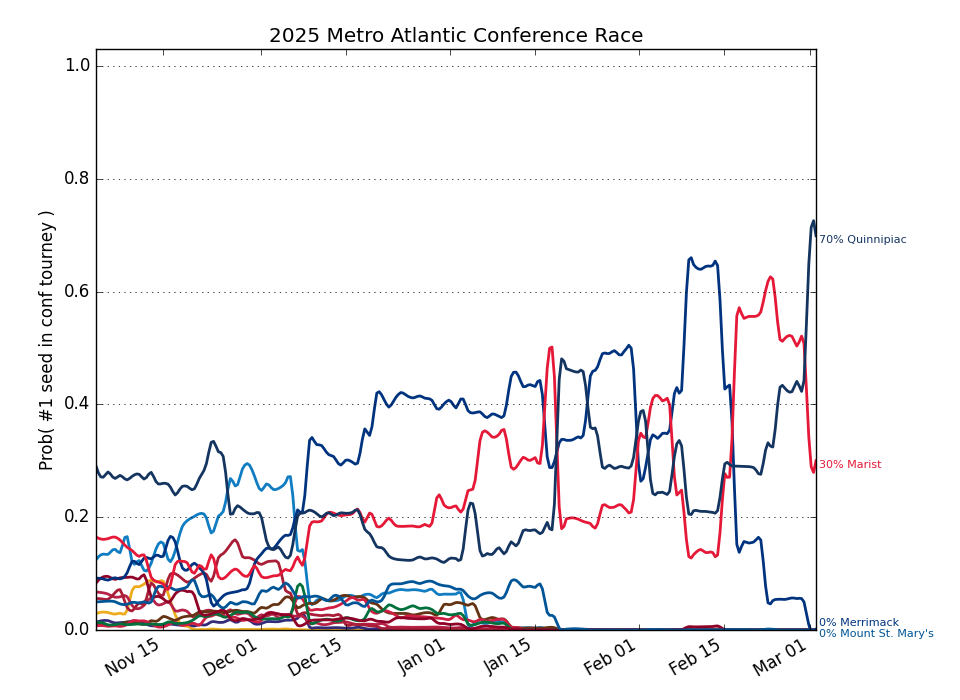 2025 Metro Atlantic Conference Race
Prob( #1 seed in conf tourney )
1.0
0.8
0.6
0.4
0.2
0.0
70% Quinnipiac
30% Marist
0% Merrimack
0% Mount St. Mary's
Nov 15
Dec 01
Dec 15
Jan 01
Jan 15
Feb 01
Feb 15
Mar 01